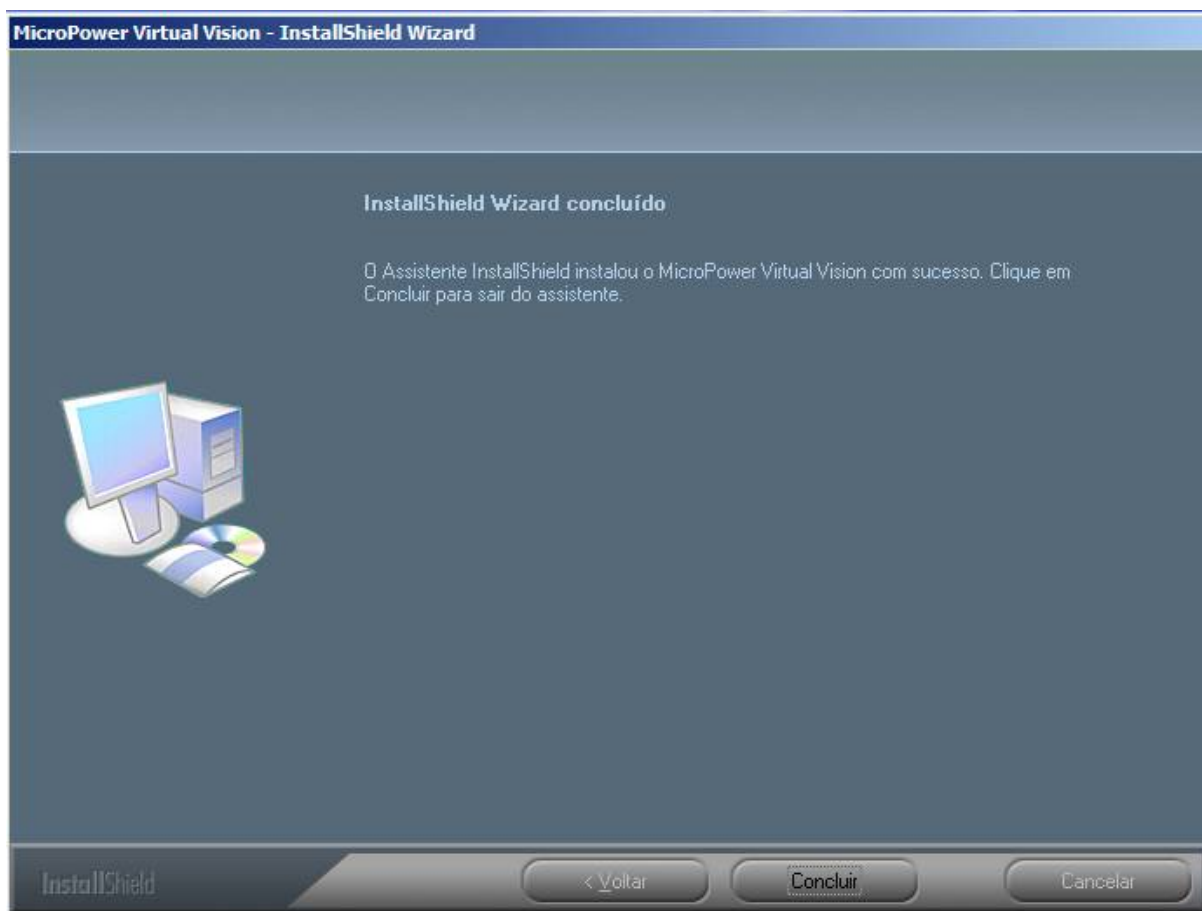 MicroPower Virtual Vision - InstallShield Wizard
InstallShield Wizard concluído
O Assistente InstallShield instalou o MicroPower Virtual Vision com sucesso. Clique em
Concluir para sair do assistente.
InstallShield
< Voltar
Concluir
Cancelar